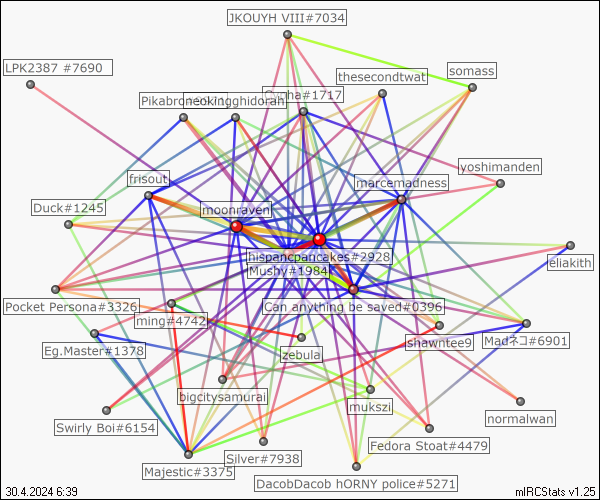 JKOUYH VIII#7034
LPK2387 #7690
thesecondtwat
somass
kingghidorah
#1717
yoshimanden
frisout
marcemadness
Duck#1245
moonraven
hispancpancakes#2928
eliakith
Mushy#1984
Pocket Persona#3326
Can anything be saved#0396
ming#4742
shawntee9
Madネコ#6901
Eg.Master#1378
zebula
bigcitysamurai
mukszi
normalwan
Swirly Boi#6154
Fedora Stoat#4479
Silver#7938
Majestic#3375
DacobDacob hORNY police#5271
30.4.2024 6:39
mIRCStats v1.25